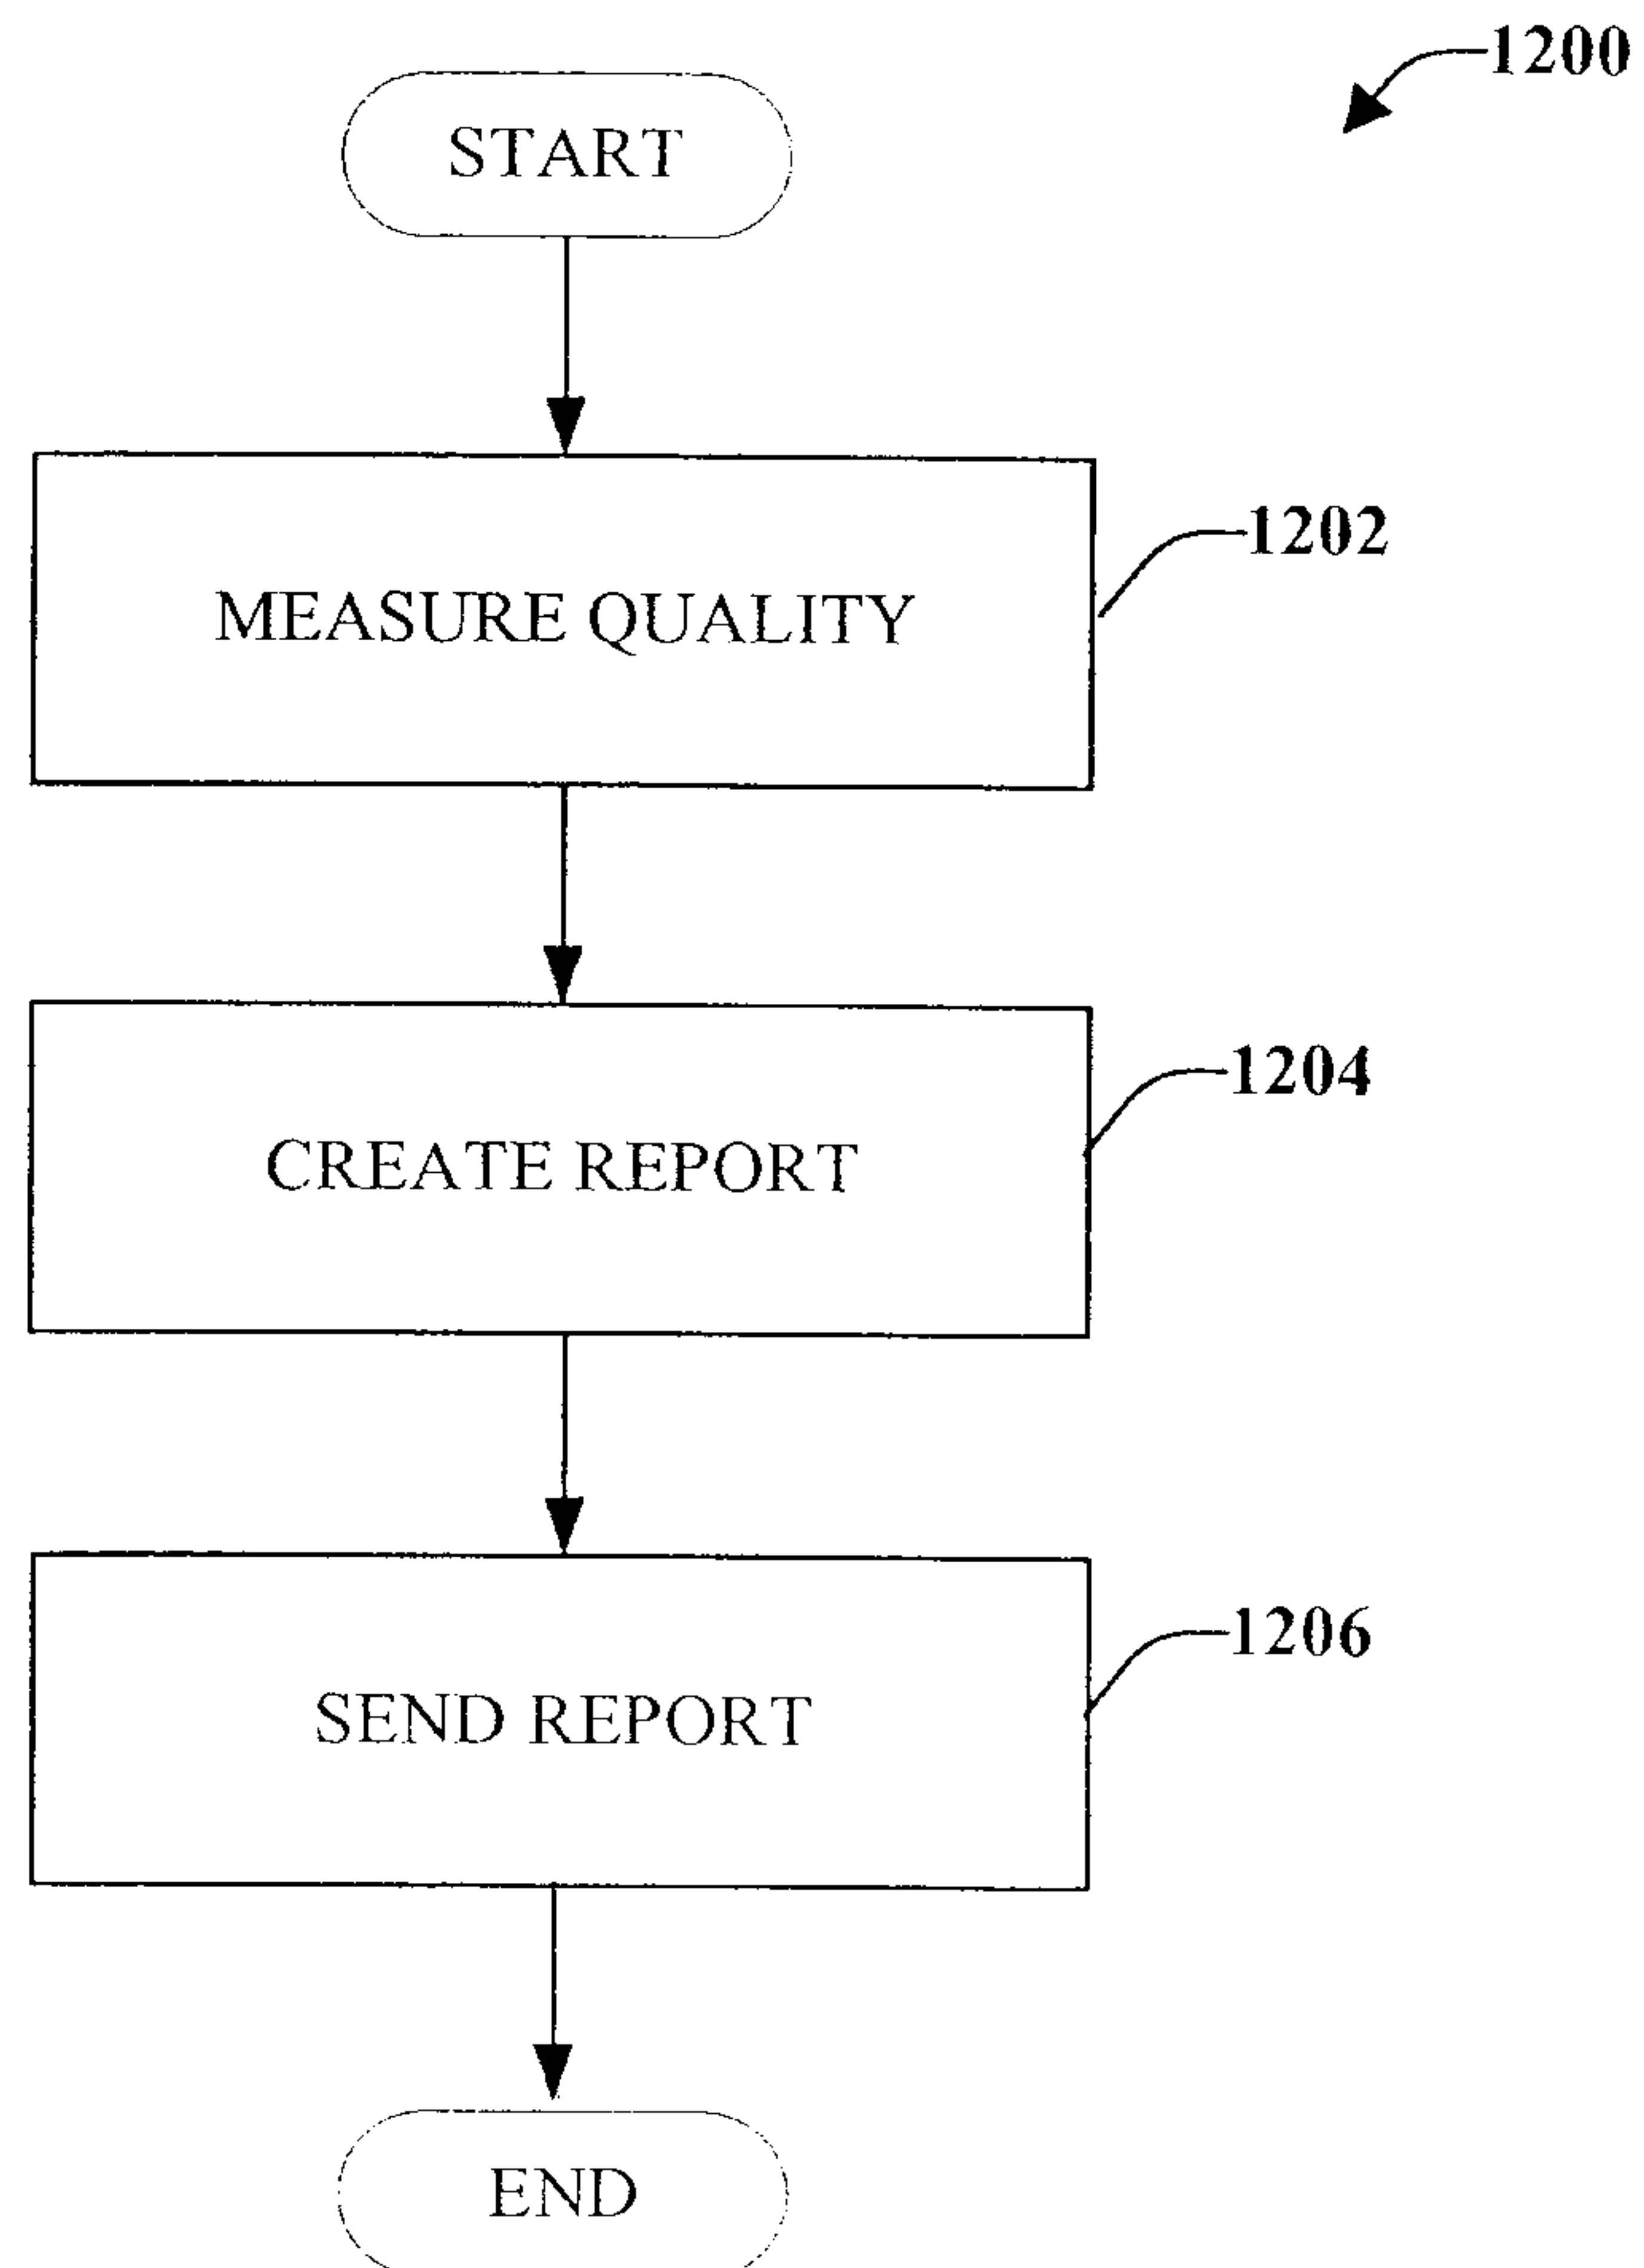 1200
START
MEASURE QUALITY
1202
CREATE REPORT
1204
SEND REPORT
1206
END